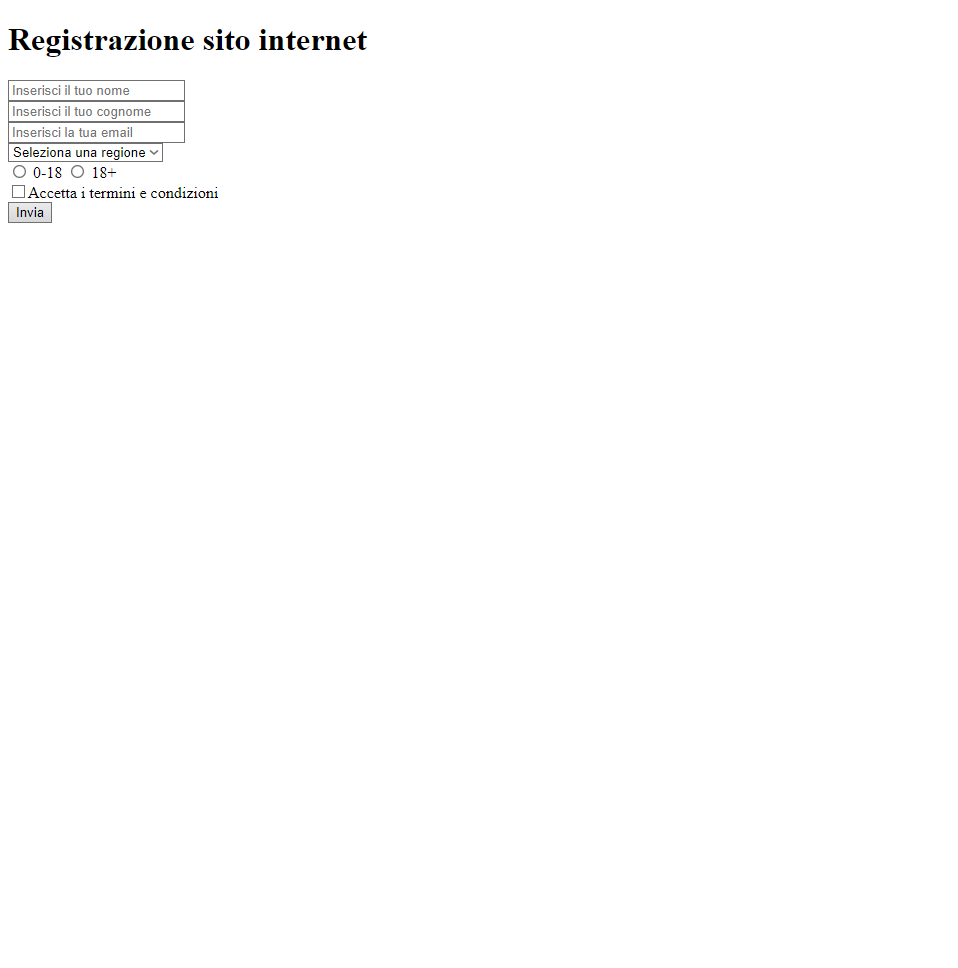 Registrazione sito internet
Inserisci il tuo nome
Inserisci il tuo cognome
Inserisci la tua email
Seleziona una regione
0-18 18+
Accetta i termini e condizioni
Invia